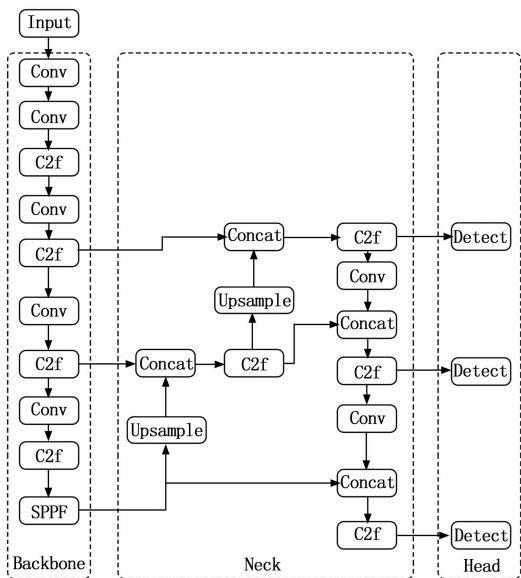 Input
Conv
Conv
C2f
Conv
C2f
Conv
C2f
Conv
C2f
SPPF
Backbone
Concat
C2f
Conv
Upsample
Concat
Concat
C2f
C2f
Upsample
Conv
Concat
C2f
Neck
Detect
Detect
Detect
Head